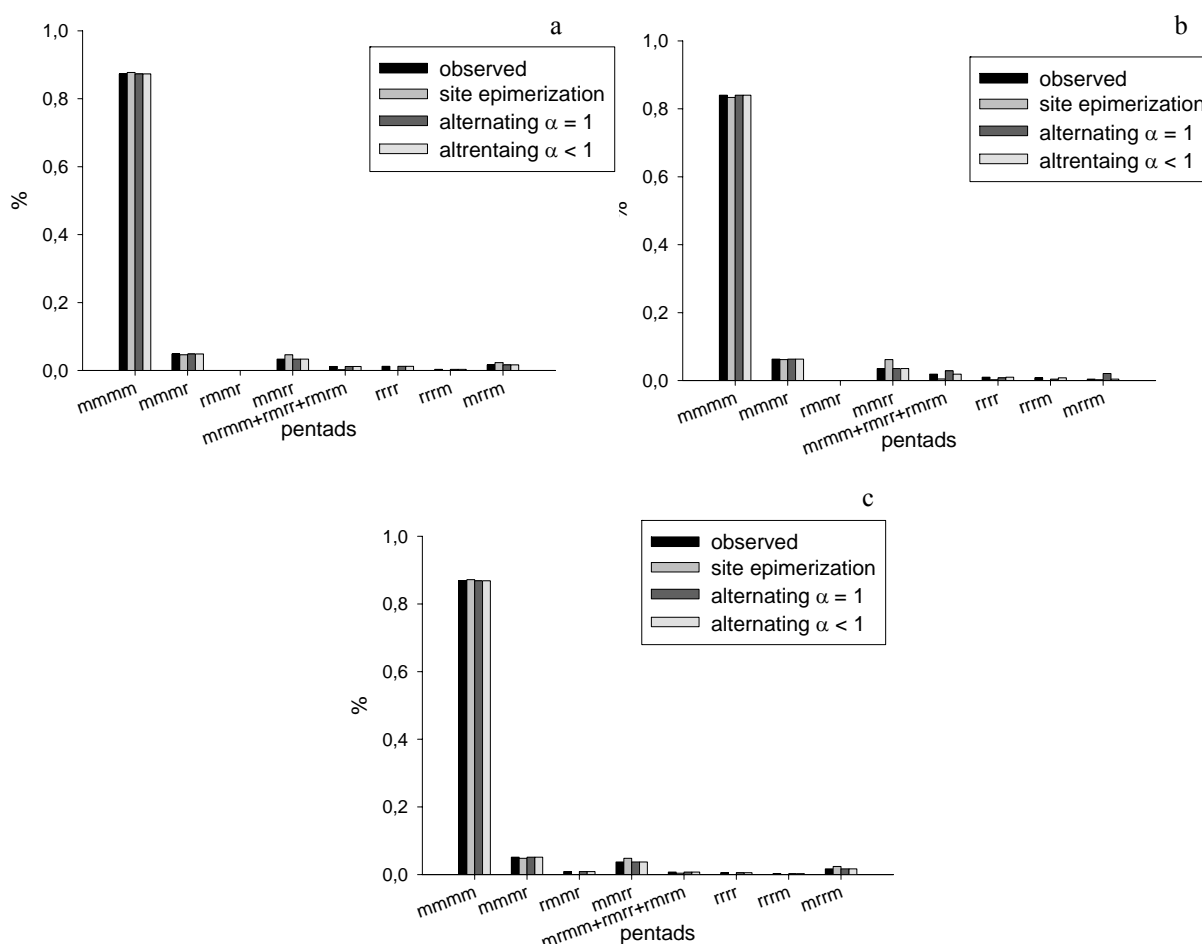 a
1,0
0,8
0,6
0,4
0,2
0,0
%
observed
site epimerization
alternating α = 1
altrentaing α < 1
mmmm
mmmr
rmmr
mmrr
mrmm+rmrr+rmrm
rrrr
rrrm
mrrm
pentads
b
1,0
0,8
0,6
0,4
0,2
0,0
%
observed
site epimerization
alternating α = 1
altrentaing α < 1
mmmm
mmmr
rmmr
mmrr
mrmm+rmrr+rmrm
rrrr
rrrm
mrrm
pentads
c
1,0
0,8
0,6
0,4
0,2
0,0
%
observed
site epimerization
alternating α = 1
alternating α < 1
mmmm
mmmr
rmmr
mmrr
mrmm+rmrr+rmrm
rrrr
rrrm
mrrm
pentads